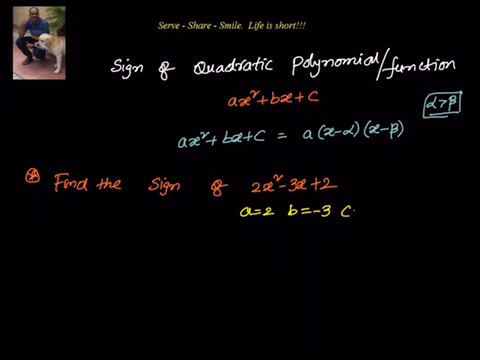 Serve - Share - Smile. Life is short!!!
Sign of Quadratic Polynomial/function
ax²+bx+c
α>β
ax²+bx+c = a(x-α)(x-β)
Find the Sign of 2x²-3x+2
a=2 b=-3 c